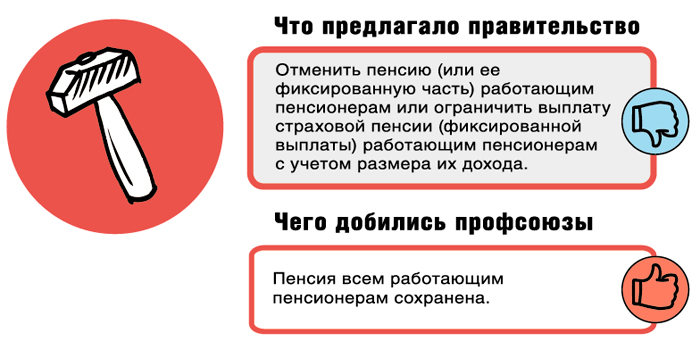 Что предлагало правительство
Отменить пенсию (или ее
фиксированную часть) работающим
пенсионерам или ограничить выплату
страховой пенсии (фиксированной
выплаты) работающим пенсионерам
с учетом размера их дохода.
Чего добились профсоюзы
Пенсия всем работающим
пенсионерам сохранена.